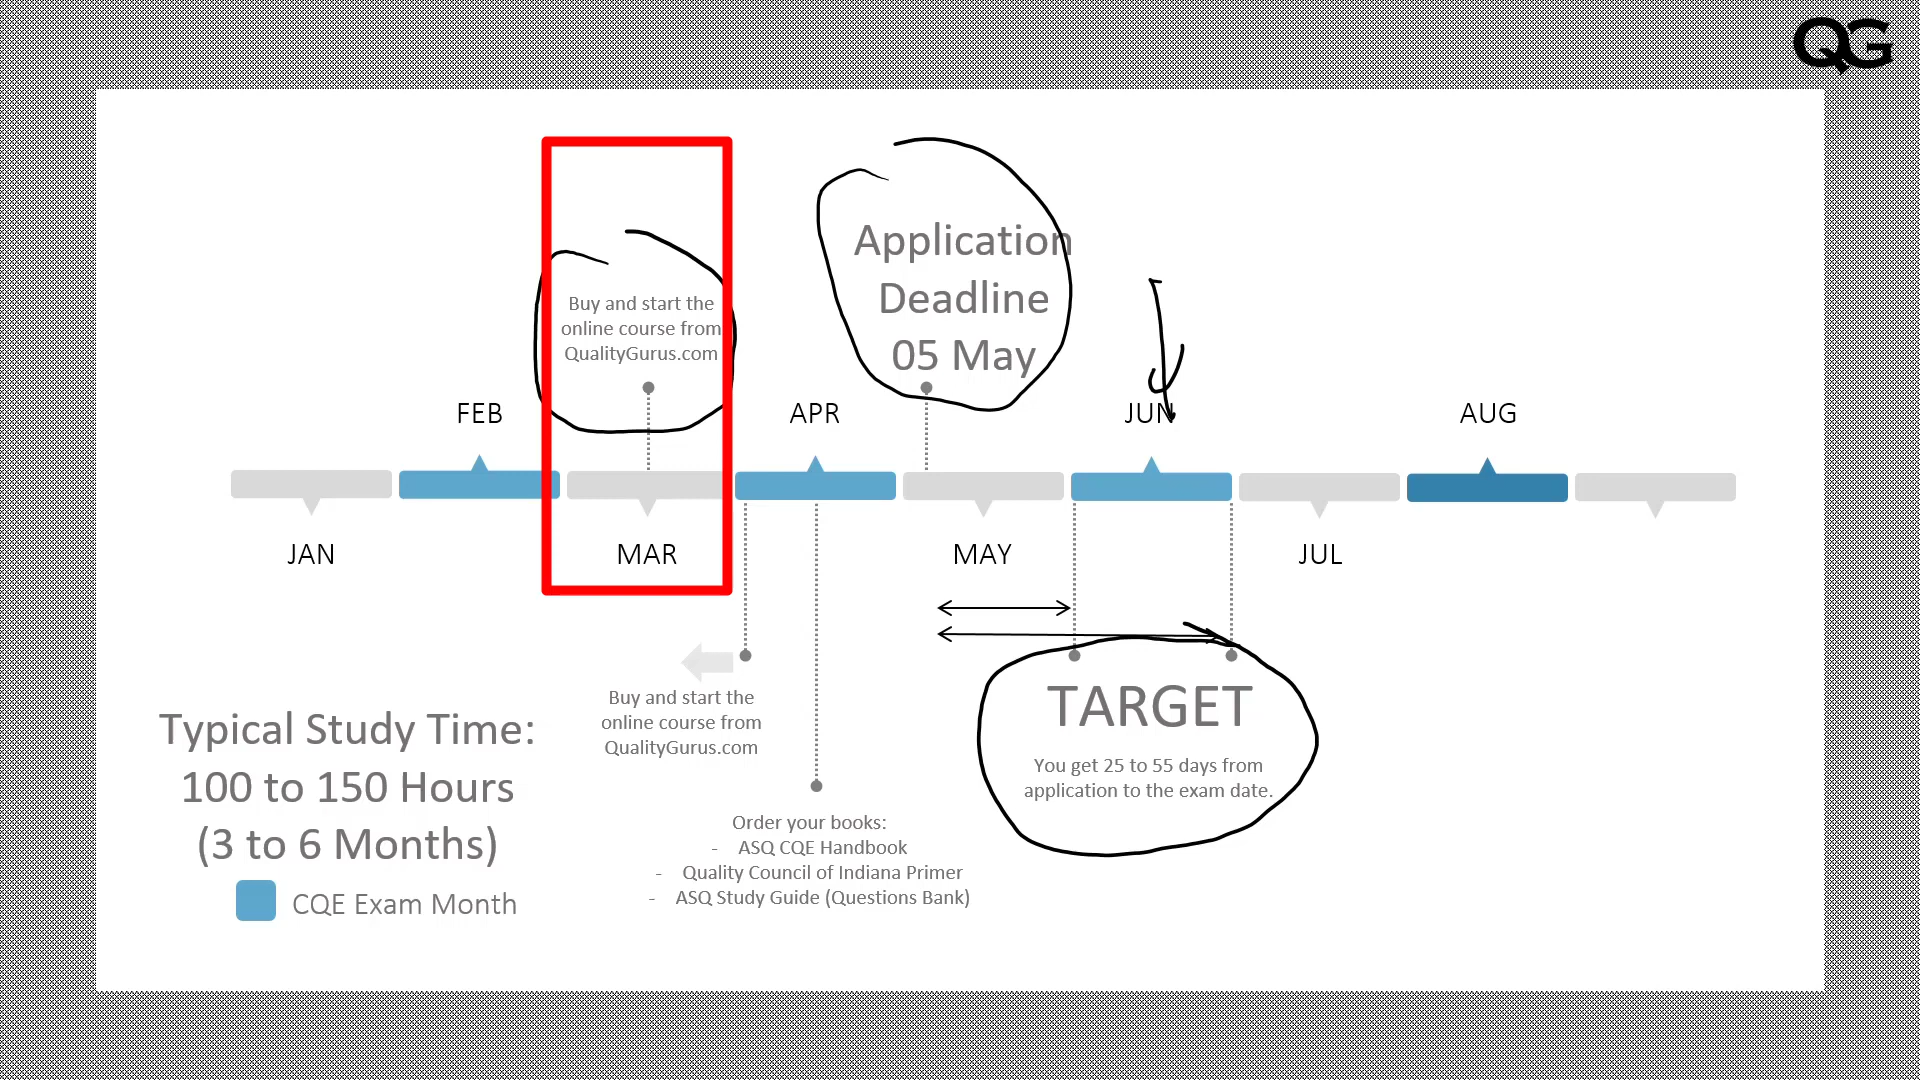 QG
Application
Deadline
05 May
Buy and start the
online course from
QualityGurus.com
FEB
APR
JUN
AUG
JAN
MAR
MAY
JUL
Buy and start the
online course from
QualityGurus.com
TARGET
You get 25 to 55 days from
application to the exam date.
Typical Study Time:
100 to 150 Hours
(3 to 6 Months)
CQE Exam Month
Order your books:
- ASQ CQE Handbook
- Quality Council of Indiana Primer
- ASQ Study Guide (Questions Bank)